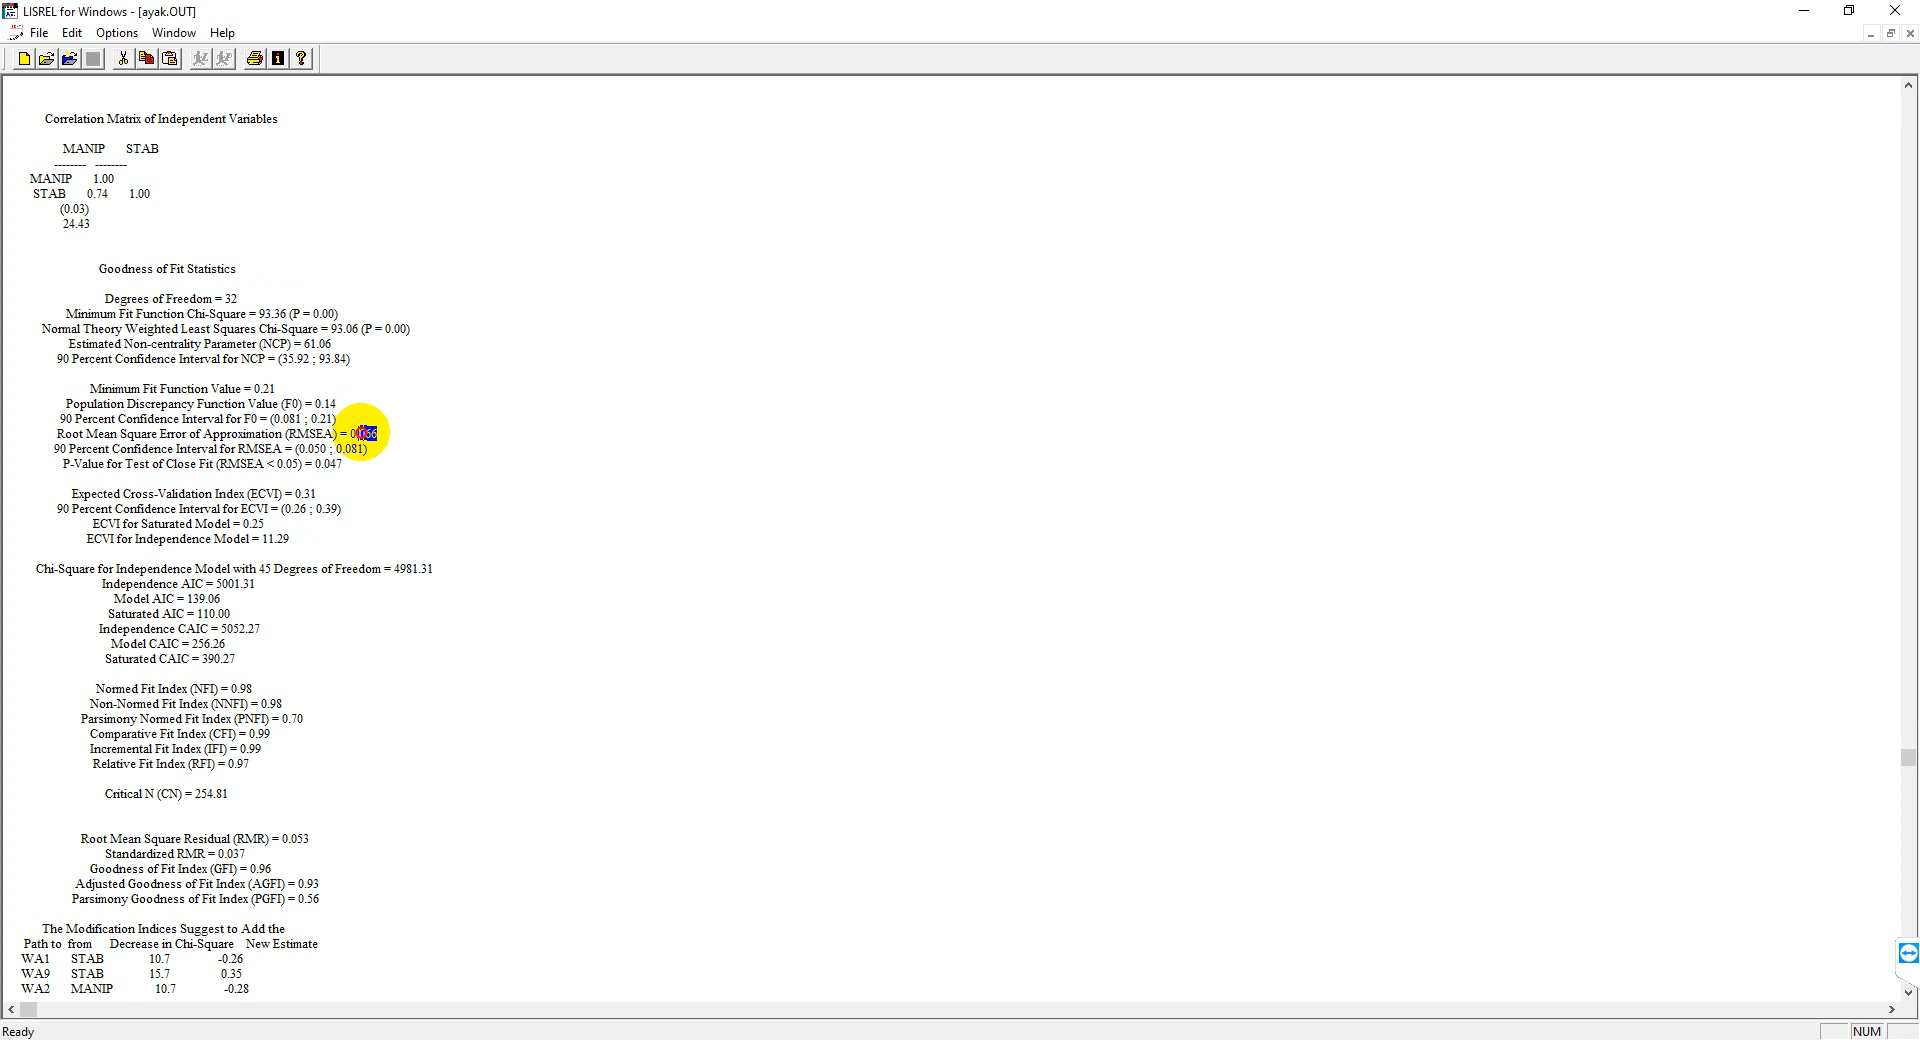 LISREL for Windows - [ayak.OUT]
File Edit Options Window Help
Correlation Matrix of Independent Variables
MANIP STAB
-------- --------
MANIP 1.00
STAB 0.74 1.00
(0.03)
24.43
Goodness of Fit Statistics
Degrees of Freedom = 32
Minimum Fit Function Chi-Square = 93.36 (P = 0.00)
Normal Theory Weighted Least Squares Chi-Square = 93.06 (P = 0.00)
Estimated Non-centrality Parameter (NCP) = 61.06
90 Percent Confidence Interval for NCP = (35.92 ; 93.84)
Minimum Fit Function Value = 0.21
Population Discrepancy Function Value (F0) = 0.14
90 Percent Confidence Interval for F0 = (0.081 ; 0.21)
Root Mean Square Error of Approximation (RMSEA) =
90 Percent Confidence Interval for RMSEA = (0.050 ; 0.081)
P-Value for Test of Close Fit (RMSEA < 0.05) = 0.047
Expected Cross-Validation Index (ECVI) = 0.31
90 Percent Confidence Interval for ECVI = (0.26 ; 0.39)
ECVI for Saturated Model = 0.25
ECVI for Independence Model = 11.29
Chi-Square for Independence Model with 45 Degrees of Freedom = 4981.31
Independence AIC = 5001.31
Model AIC = 139.06
Saturated AIC = 110.00
Independence CAIC = 5052.27
Model CAIC = 256.26
Saturated CAIC = 390.27
Normed Fit Index (NFI) = 0.98
Non-Normed Fit Index (NNFI) = 0.98
Parsimony Normed Fit Index (PNFI) = 0.70
Comparative Fit Index (CFI) = 0.99
Incremental Fit Index (IFI) = 0.99
Relative Fit Index (RFI) = 0.97
Critical N (CN) = 254.81
Root Mean Square Residual (RMR) = 0.053
Standardized RMR = 0.037
Goodness of Fit Index (GFI) = 0.96
Adjusted Goodness of Fit Index (AGFI) = 0.93
Parsimony Goodness of Fit Index (PGFI) = 0.56
The Modification Indices Suggest to Add the
Path to from Decrease in Chi-Square New Estimate
WA1 STAB 10.7 -0.26
WA9 STAB 15.7 0.35
WA2 MANIP 10.7 -0.28
Ready
NUM